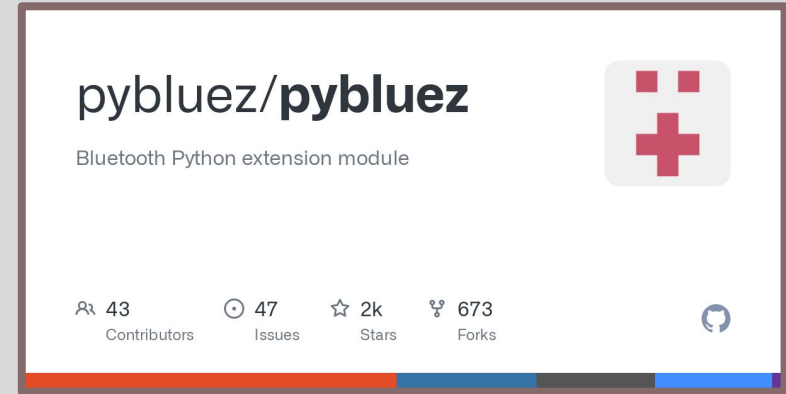 pybluez/pybluez
Bluetooth Python extension module
43 47 2k 673
Contributors Issues Stars Forks